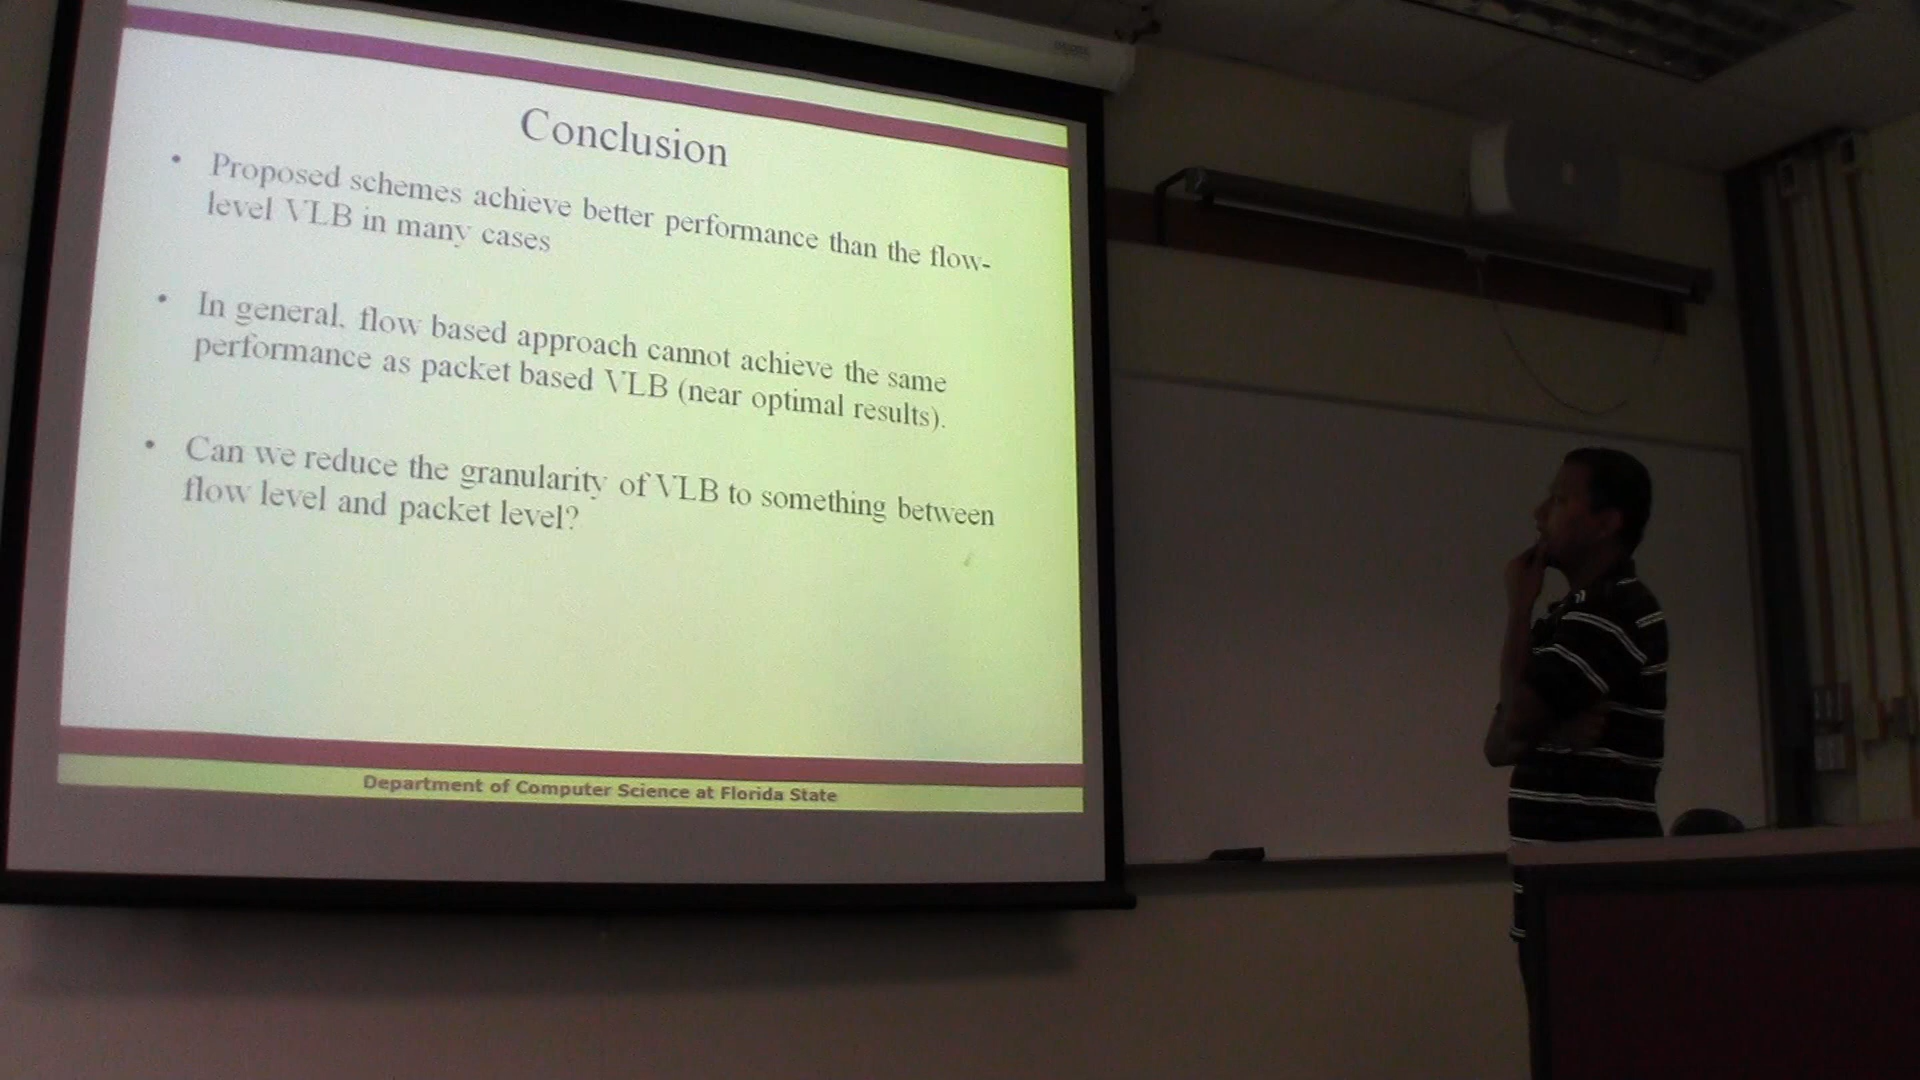 Conclusion
• Proposed schemes achieve better performance than the flow-
level VLB in many cases
• In general, flow based approach cannot achieve the same
performance as packet based VLB (near optimal results).
• Can we reduce the granularity of VLB to something between
flow level and packet level?
Department of Computer Science at Florida State